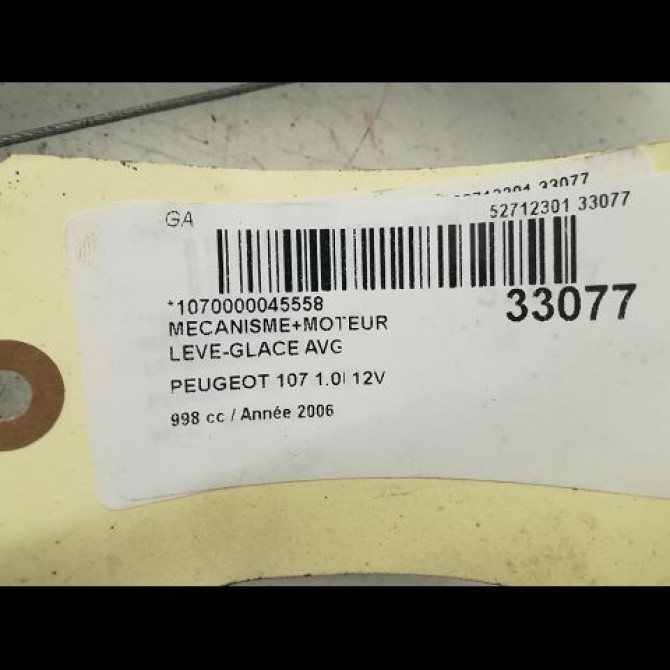 33077
GA
52712301 33077
*1070000045558
33077
MECANISME+MOTEUR
LEVE-GLACE AVG
PEUGEOT 107 1.0I 12V
998 cc / Année 2006